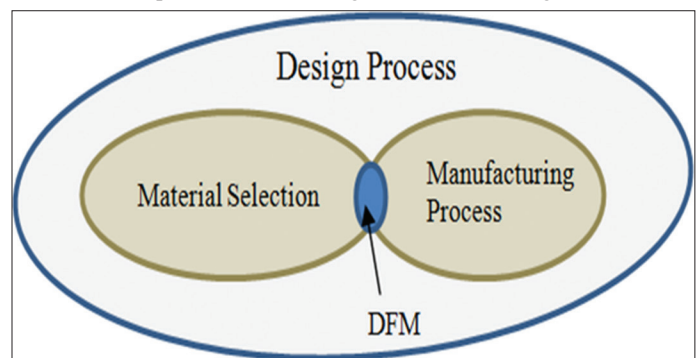 Design Process
Material Selection
Manufacturing
Process
DFM